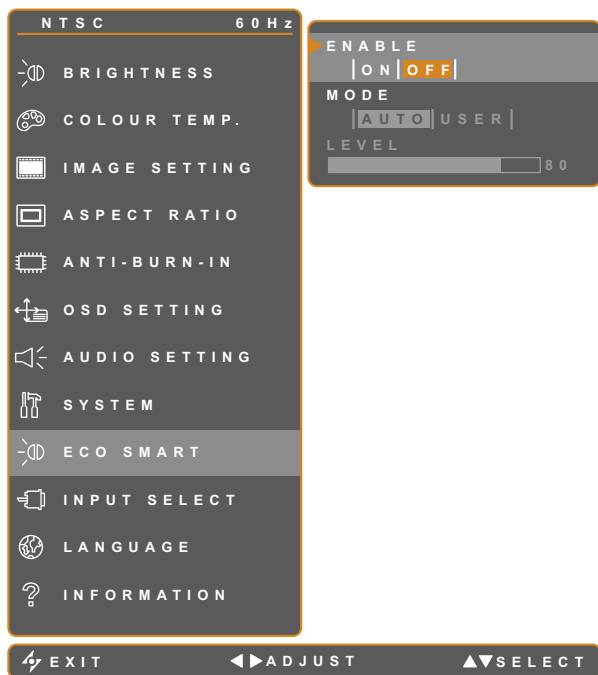 NTSC 60Hz
BRIGHTNESS
COLOUR TEMP.
IMAGE SETTING
ASPECT RATIO
ANTI-BURN-IN
OSD SETTING
AUDIO SETTING
SYSTEM
ECO SMART
INPUT SELECT
LANGUAGE
INFORMATION
ENABLE
ON OFF
MODE
AUTO USER
LEVEL
80
EXIT ADJUST SELECT